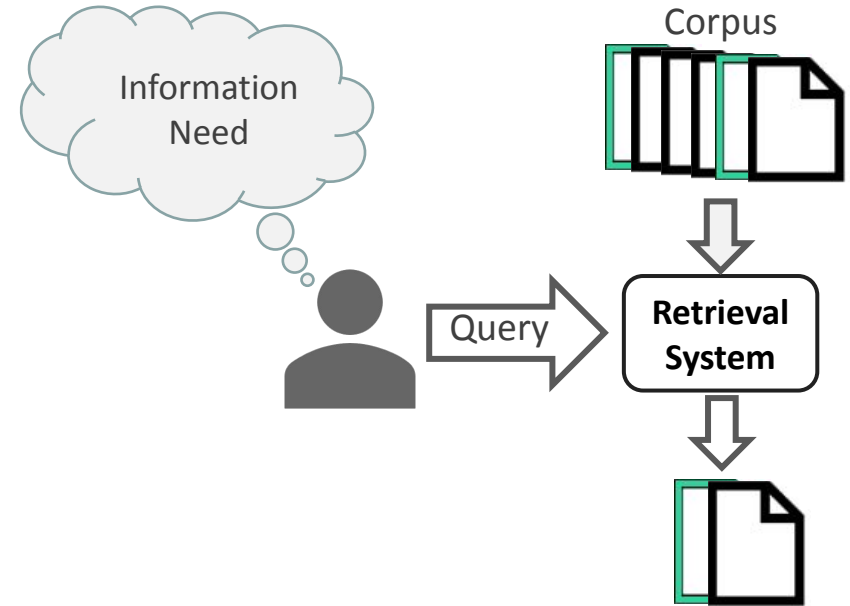 Corpus
Information
Need
Query
Retrieval
System